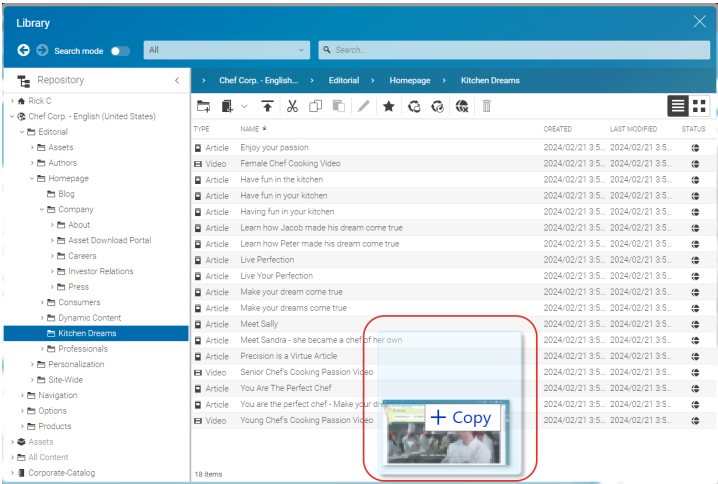 Library
Search mode
All
Search...
Repository
Chef Corp. - English... › Editorial › Homepage › Kitchen Dreams
Rick C
Chef Corp. - English (United States)
Editorial
Assets
Authors
Homepage
Blog
Company
About
Asset Download Portal
Careers
Investor Relations
Press
Consumers
Dynamic Content
Kitchen Dreams
Professionals
Personalization
Site-Wide
Navigation
Options
Products
Assets
All Content
Corporate-Catalog
TYPE NAME CREATED LAST MODIFIED STATUS
Article Enjoy your passion 2024/02/21 3:5... 2024/02/21 3:5...
Video Female Chef Cooking Video 2024/02/21 3:5... 2024/02/21 3:5...
Article Have fun in the kitchen 2024/02/21 3:5... 2024/02/21 3:5...
Article Have fun in your kitchen 2024/02/21 3:5... 2024/02/21 3:5...
Article Having fun in your kitchen 2024/02/21 3:5... 2024/02/21 3:5...
Article Learn how Jacob made his dream come true 2024/02/21 3:5... 2024/02/21 3:5...
Article Learn how Peter made his dream come true 2024/02/21 3:5... 2024/02/21 3:5...
Article Live Perfection 2024/02/21 3:5... 2024/02/21 3:5...
Article Live Your Perfection 2024/02/21 3:5... 2024/02/21 3:5...
Article Make your dream come true 2024/02/21 3:5... 2024/02/21 3:5...
Article Make your dreams come true 2024/02/21 3:5... 2024/02/21 3:5...
Article Meet Sally 2024/02/21 3:5... 2024/02/21 3:5...
Article Meet Sandra - she became a chef of her own 2024/02/21 3:5... 2024/02/21 3:5...
Article Precision is a Virtue Article 2024/02/21 3:5... 2024/02/21 3:5...
Video Senior Chef's Cooking Passion Video 2024/02/21 3:5... 2024/02/21 3:5...
Article You Are The Perfect Chef 2024/02/21 3:5... 2024/02/21 3:5...
Article You are the perfect chef - Make your 2024/02/21 3:5... 2024/02/21 3:5...
Video Young Chef's Cooking Passion Video 2024/02/21 3:5... 2024/02/21 3:5...
+ Copy
18 items